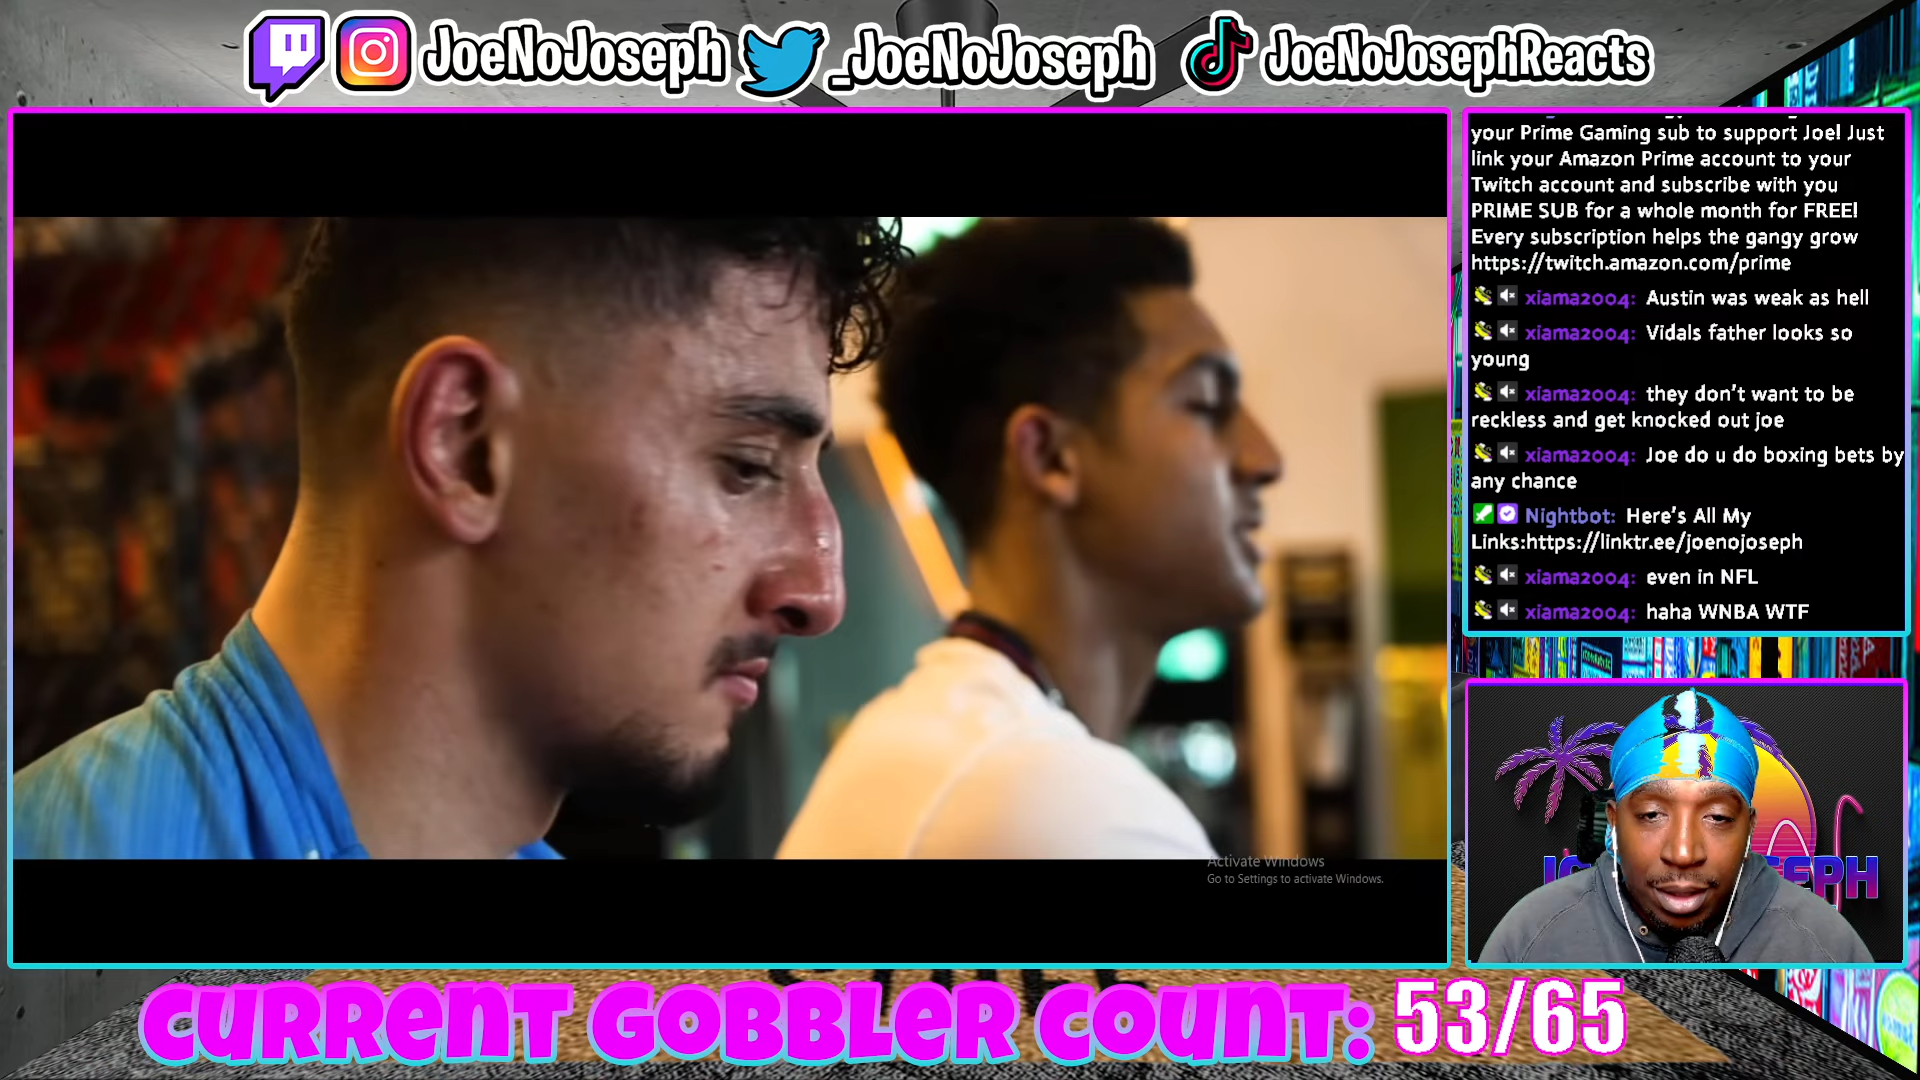 JoeNoJoseph _JoeNoJoseph JoeNoJosephReacts
your Prime Gaming sub to support Joe! Just
link your Amazon Prime account to your
Twitch account and subscribe with you
PRIME SUB for a whole month for FREE!
Every subscription helps the gangy grow
https://twitch.amazon.com/prime
xiama2004: Austin was weak as hell
xiama2004: Vidals father looks so
young
xiama2004: they don't want to be
reckless and get knocked out joe
xiama2004: Joe do u do boxing bets by
any chance
Nightbot: Here's All My
Links:https://linktr.ee/joenojoseph
xiama2004: even in NFL
xiama2004: haha WNBA WTF
Activate Windows
Go to Settings to activate Windows.
CURRENT GOBBLER COUNT: 53/65